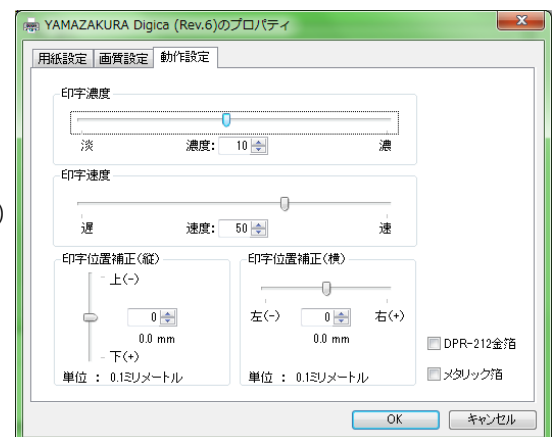 YAMAZAKURA Digica (Rev.6)のプロパティ
用紙設定 画質設定 動作設定
印字濃度
淡 濃度: 10 濃
印字速度
)
遅 速度: 50 速
印字位置補正(縦) 印字位置補正(横)
上(-)
0 左(-) 0 右(+)
0.0 mm 0.0 mm
下(+)
単位 : 0.1ミリメートル 単位 : 0.1ミリメートル
DPR-212金箔
メタリック箔
OK キャンセル